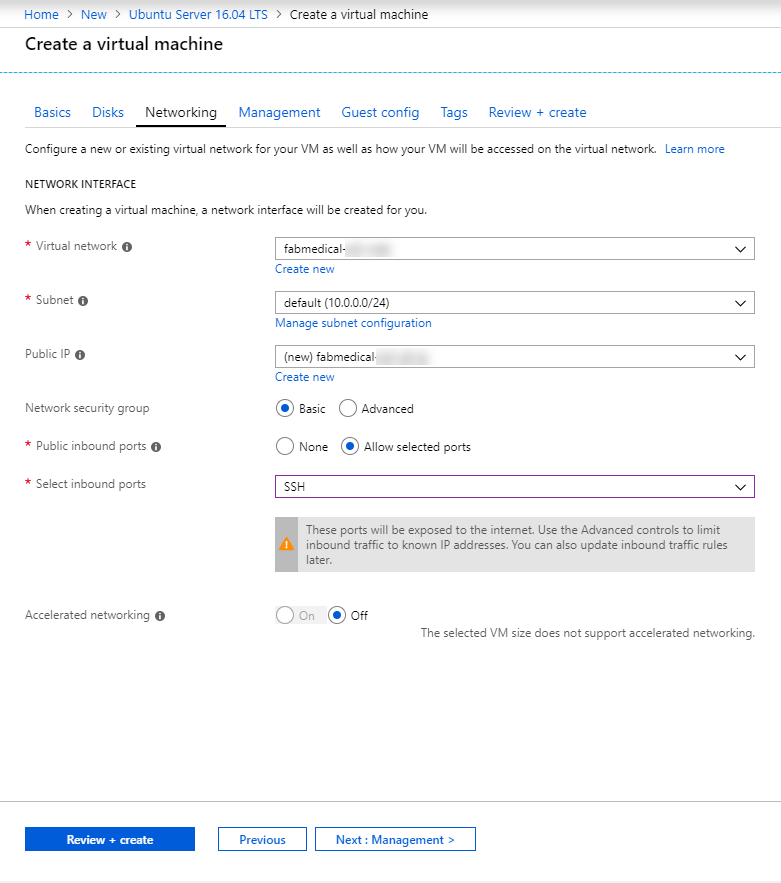 Home > New > Ubuntu Server 16.04 LTS > Create a virtual machine
Create a virtual machine
Basics Disks Networking Management Guest config Tags Review + create
Configure a new or existing virtual network for your VM as well as how your VM will be accessed on the virtual network. Learn more
NETWORK INTERFACE
When creating a virtual machine, a network interface will be created for you.
* Virtual network fabmedical-
Create new
* Subnet default (10.0.0.0/24)
Manage subnet configuration
Public IP (new) fabmedical-
Create new
Network security group Basic Advanced
* Public inbound ports None Allow selected ports
* Select inbound ports SSH
These ports will be exposed to the internet. Use the Advanced controls to limit
inbound traffic to known IP addresses. You can also update inbound traffic rules
later.
Accelerated networking On Off
The selected VM size does not support accelerated networking.
Review + create Previous Next : Management >